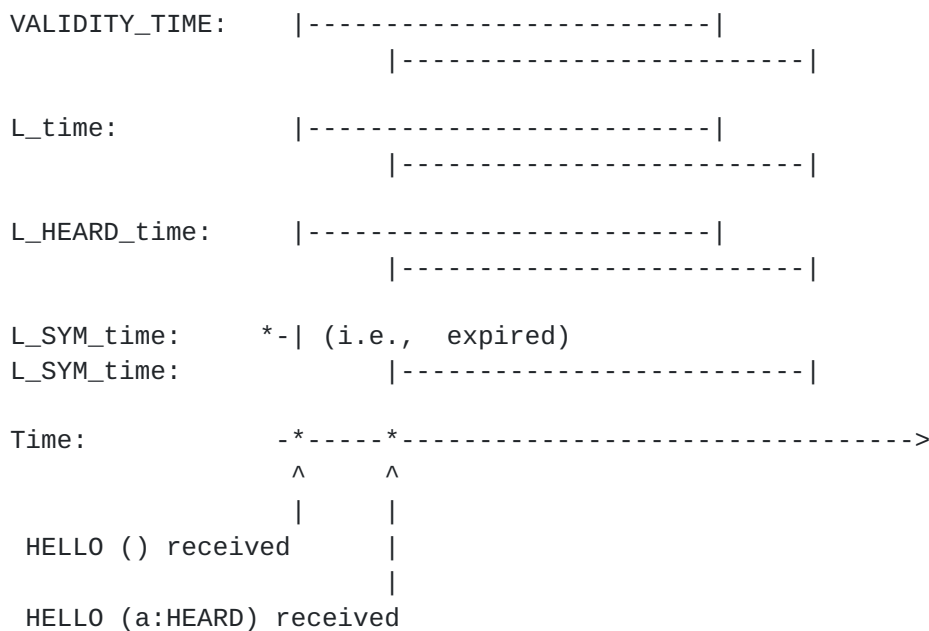 VALIDITY_TIME:    |--------------------------|
                        |--------------------------|
L_time:           |--------------------------|
                        |--------------------------|
L_HEARD_time:     |--------------------------|
                        |--------------------------|
L_SYM_time:     *-| (i.e.,  expired)
L_SYM_time:             |--------------------------|
Time:            -*-----*--------------------------------->
                  ^     ^
                  |     |
 HELLO () received      |
                        |
 HELLO (a:HEARD) received